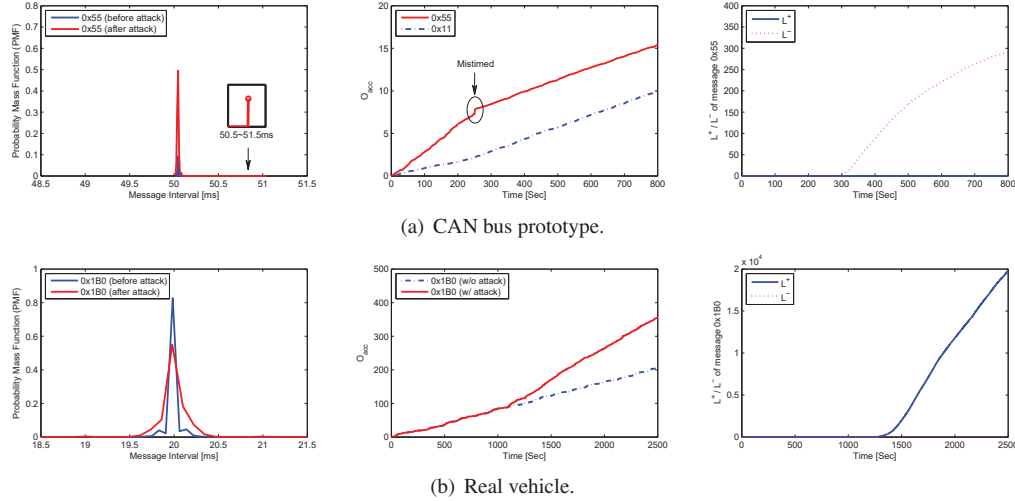 0x55 (before attack)
0x55 (after attack)
Probability Mass Function (PMF)
0.8
0.7
0.6
0.5
0.4
0.3
0.2
0.1
0
50.5~51.5ms
48.5 49 49.5 50 50.5 51 51.5
Message Interval [ms]
0x55
0x11
Mistimed
O_acc
20
15
10
5
0
0 100 200 300 400 500 600 700 800
Time [Sec]
L+
L−
L+ / L− of message 0x55
400
350
300
250
200
150
100
50
0
0 100 200 300 400 500 600 700 800
Time [Sec]
(a) CAN bus prototype.
0x1B0 (before attack)
0x1B0 (after attack)
Probability Mass Function (PMF)
1
0.8
0.6
0.4
0.2
0
18.5 19 19.5 20 20.5 21 21.5
Message Interval [ms]
0x1B0 (w/o attack)
0x1B0 (w/ attack)
O_acc
500
400
300
200
100
0
0 500 1000 1500 2000 2500
Time [Sec]
x 10^4
L+
L−
L+ / L− of message 0x1B0
2
1.5
1
0.5
0
0 500 1000 1500 2000 2500
Time [Sec]
(b) Real vehicle.